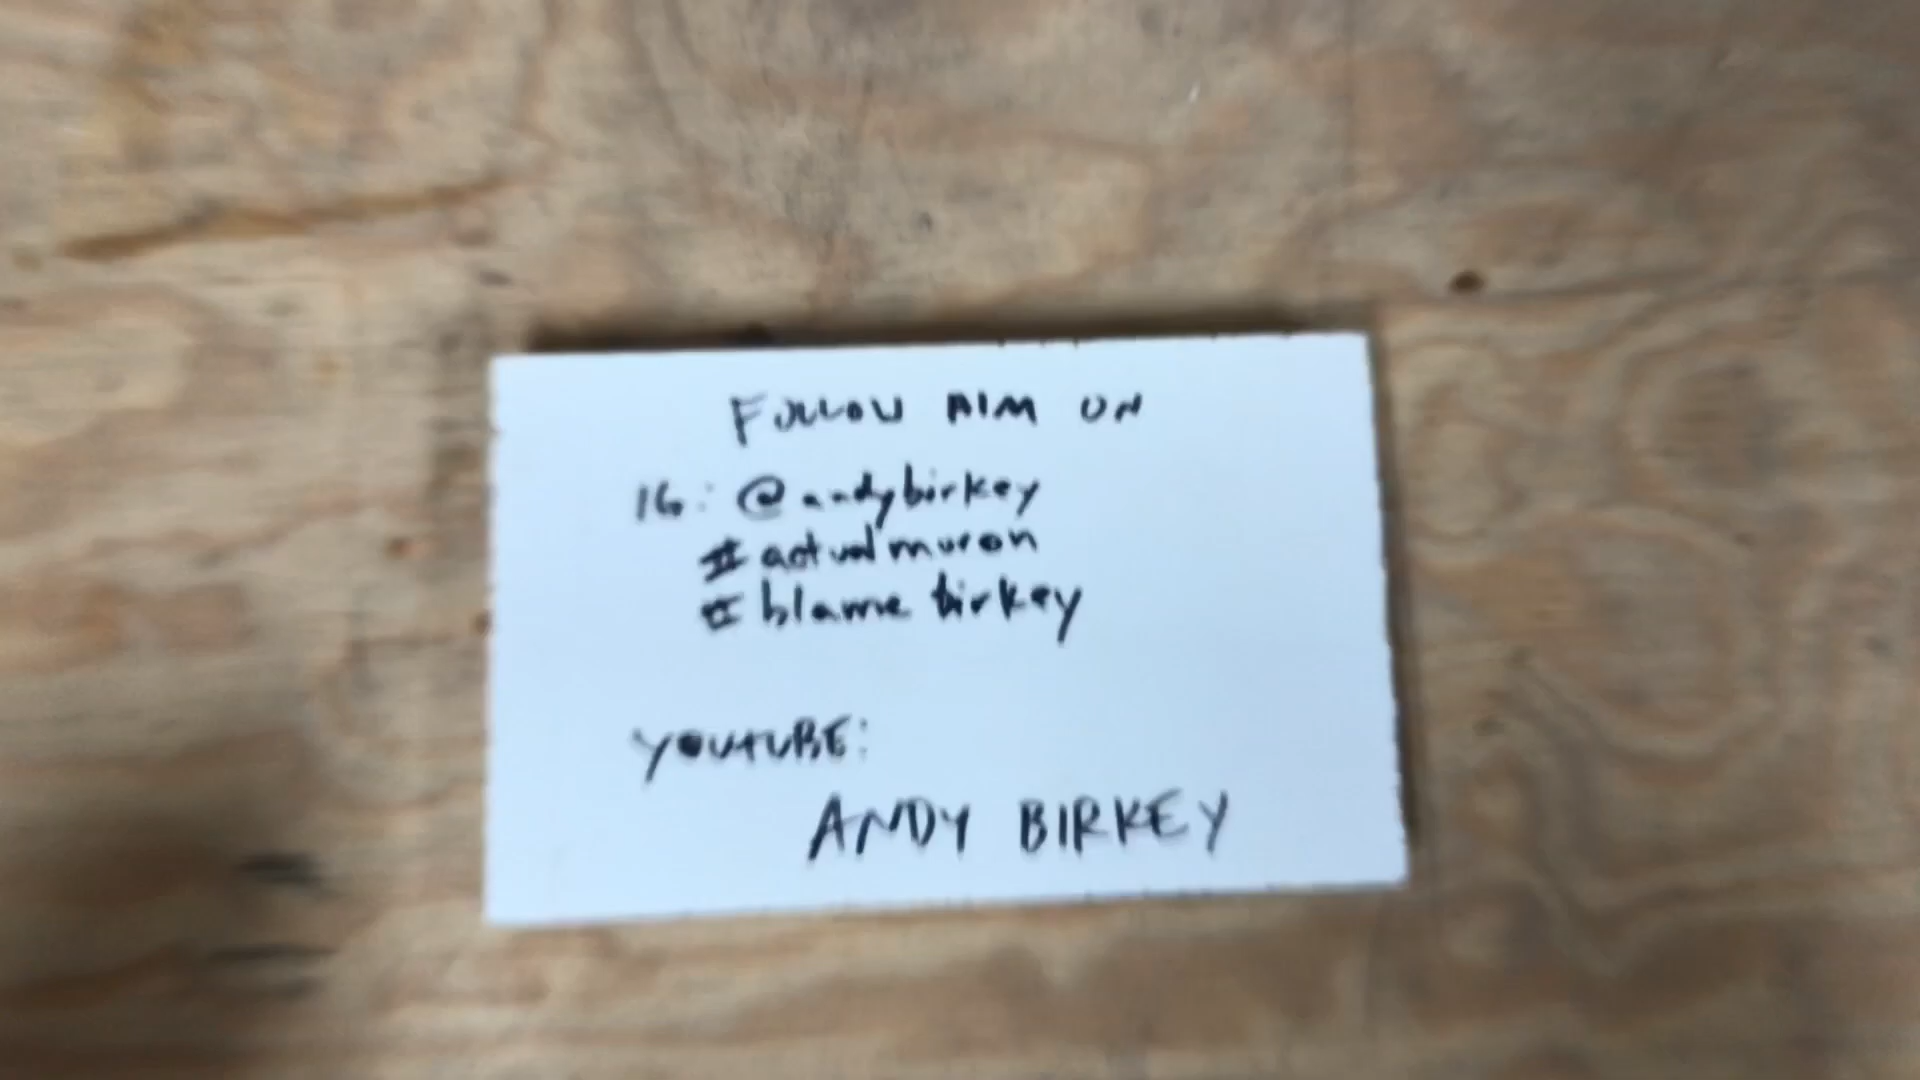 FOLLOW HIM ON
IG: @andybirkey
#actualmoron
#blamebirkey
YOUTUBE:
ANDY BIRKEY